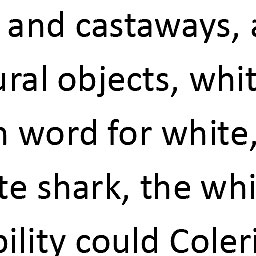 and castaways,
ural objects, whit
word for white,
te shark, the whi
bility could Coleri